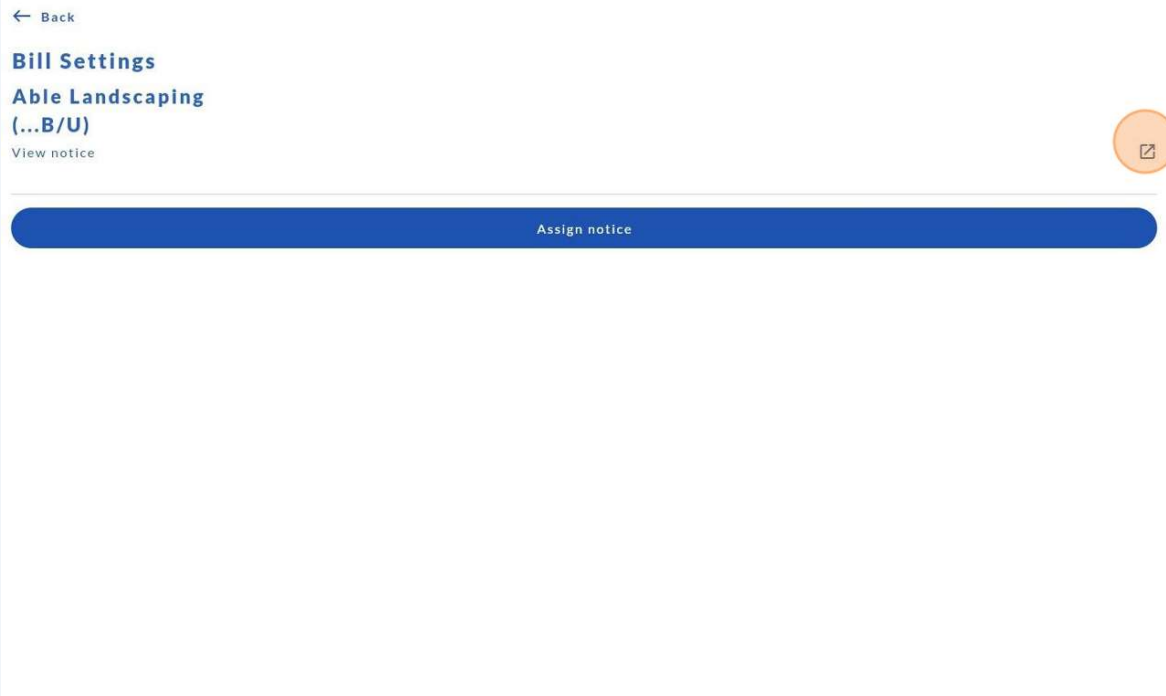 Back
Bill Settings
Able Landscaping
(...B/U)
View notice
Assign notice